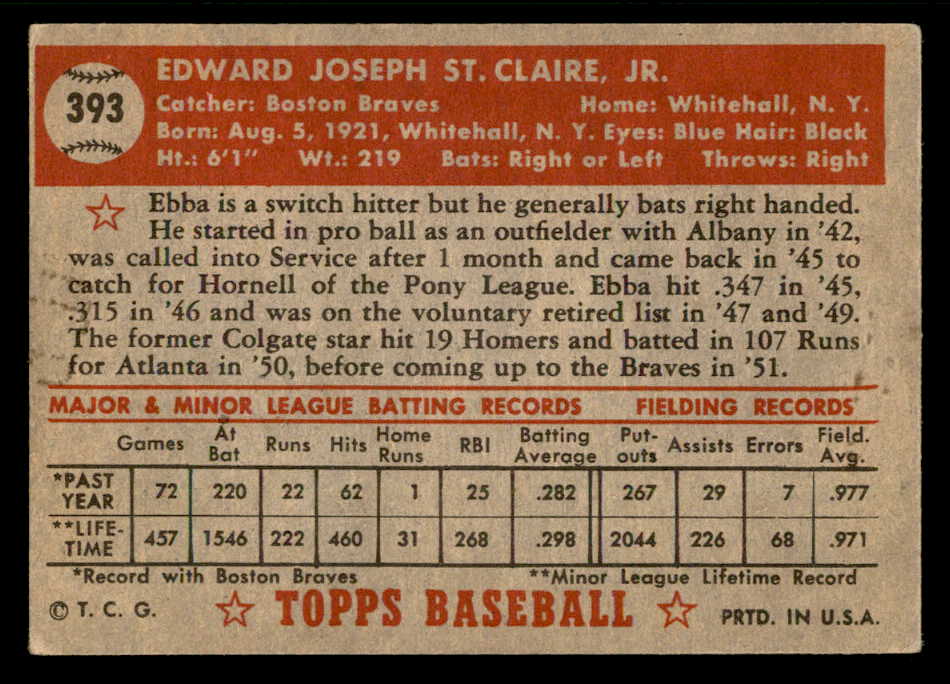 393
EDWARD JOSEPH ST. CLAIRE, JR.
Catcher: Boston Braves Home: Whitehall, N. Y.
Born: Aug. 5, 1921, Whitehall, N. Y. Eyes: Blue Hair: Black
Ht.: 6'1" Wt.: 219 Bats: Right or Left Throws: Right
Ebba is a switch hitter but he generally bats right handed.
He started in pro ball as an outfielder with Albany in '42,
was called into Service after 1 month and came back in '45 to
catch for Hornell of the Pony League. Ebba hit .347 in '45,
.315 in '46 and was on the voluntary retired list in '47 and '49.
The former Colgate star hit 19 Homers and batted in 107 Runs
for Atlanta in '50, before coming up to the Braves in '51.
MAJOR & MINOR LEAGUE BATTING RECORDS FIELDING RECORDS
Games At Bat Runs Hits Home Runs RBI Batting Average Put-outs Assists Errors Field. Avg.
*PAST YEAR 72 220 22 62 1 25 .282 267 29 7 .977
**LIFE-TIME 457 1546 222 460 31 268 .298 2044 226 68 .971
*Record with Boston Braves **Minor League Lifetime Record
© T. C. G. TOPPS BASEBALL PRTD. IN U.S.A.